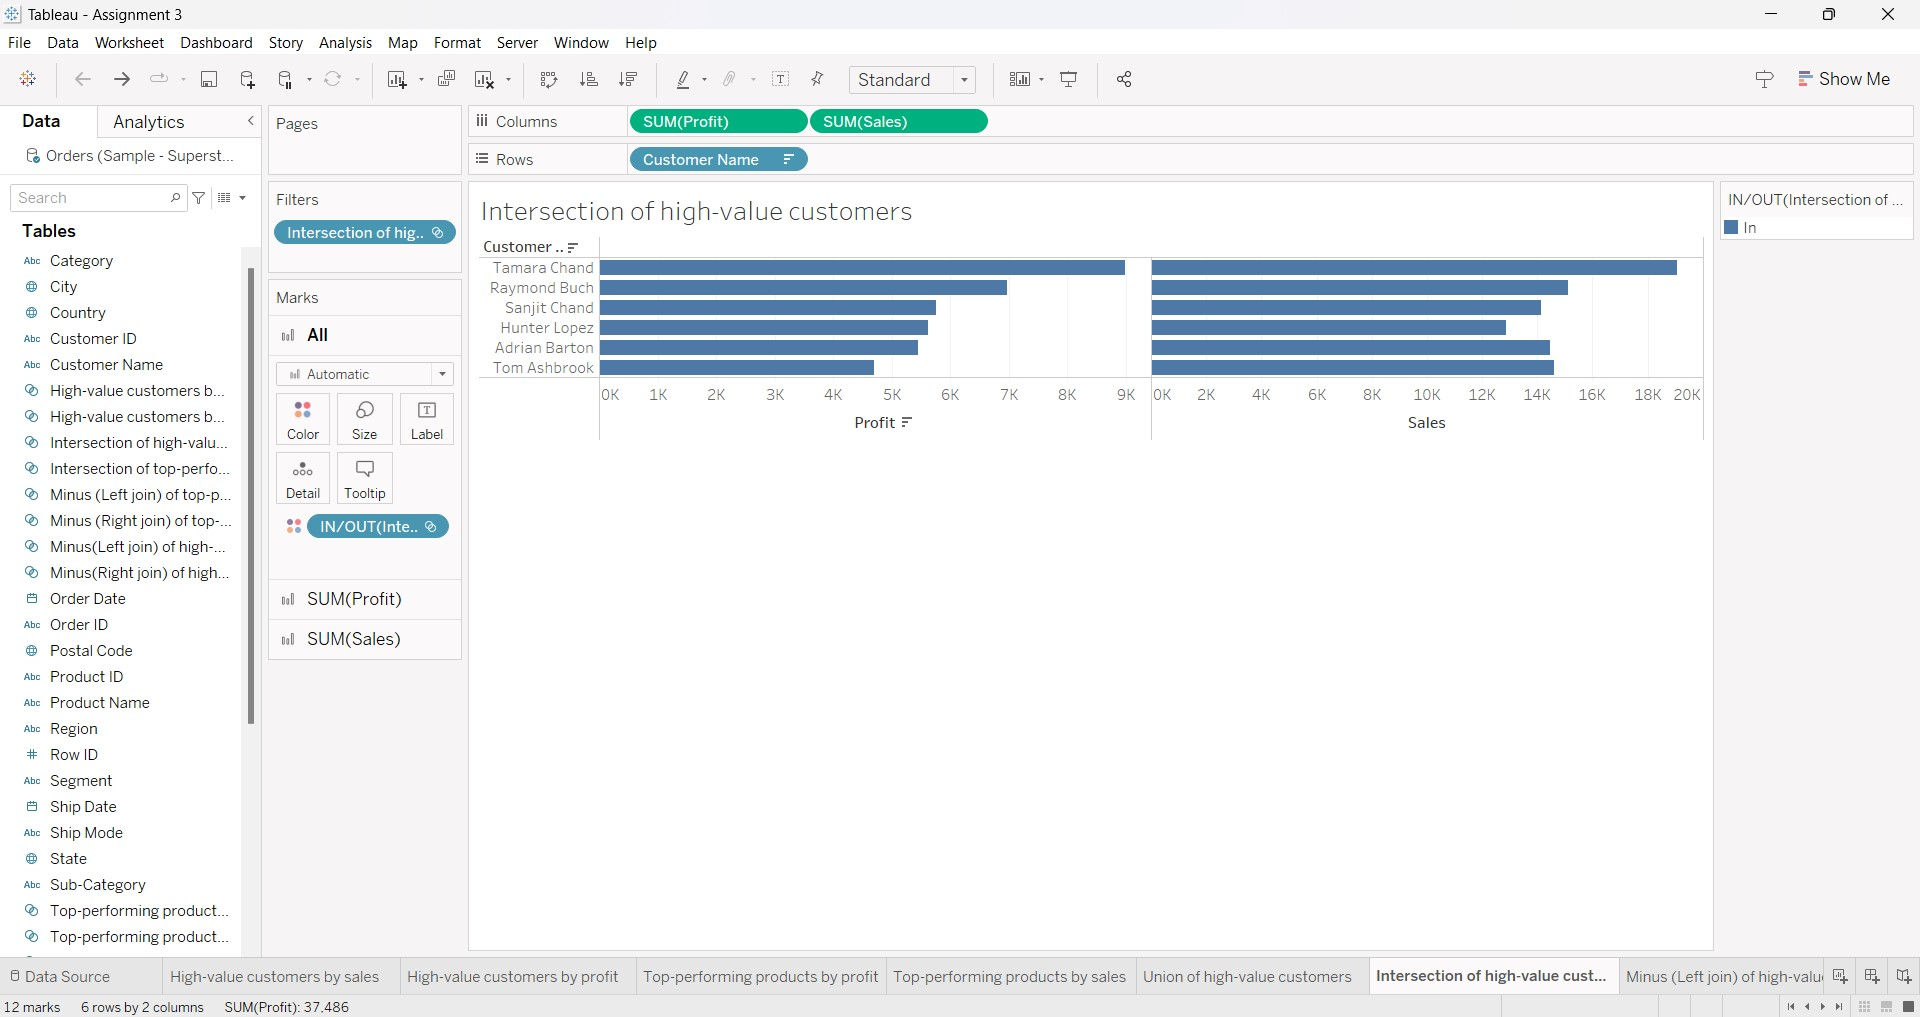 Tableau - Assignment 3
File Data Worksheet Dashboard Story Analysis Map Format Server Window Help
Standard
Show Me
Data
Analytics
Orders (Sample - Superst...
Search
Tables
Abc Category
City
Country
Abc Customer ID
Abc Customer Name
High-value customers b...
High-value customers b...
Intersection of high-valu...
Intersection of top-perfo...
Minus (Left join) of top-p...
Minus (Right join) of top-...
Minus(Left join) of high-...
Minus(Right join) of high...
Order Date
Abc Order ID
Postal Code
Abc Product ID
Abc Product Name
Abc Region
# Row ID
Abc Segment
Ship Date
Abc Ship Mode
State
Abc Sub-Category
Top-performing product...
Top-performing product...
Pages
Filters
Intersection of hig..
Marks
All
Automatic
Color Size Label
Detail Tooltip
IN/OUT(Inte..
SUM(Profit)
SUM(Sales)
Columns SUM(Profit) SUM(Sales)
Rows Customer Name
Intersection of high-value customers
Customer ..
Tamara Chand
Raymond Buch
Sanjit Chand
Hunter Lopez
Adrian Barton
Tom Ashbrook
0K 1K 2K 3K 4K 5K 6K 7K 8K 9K 0K 2K 4K 6K 8K 10K 12K 14K 16K 18K 20K
Profit Sales
IN/OUT(Intersection of ...
In
Data Source High-value customers by sales High-value customers by profit Top-performing products by profit Top-performing products by sales Union of high-value customers Intersection of high-value cust... Minus (Left join) of high-valu
12 marks 6 rows by 2 columns SUM(Profit): 37,486